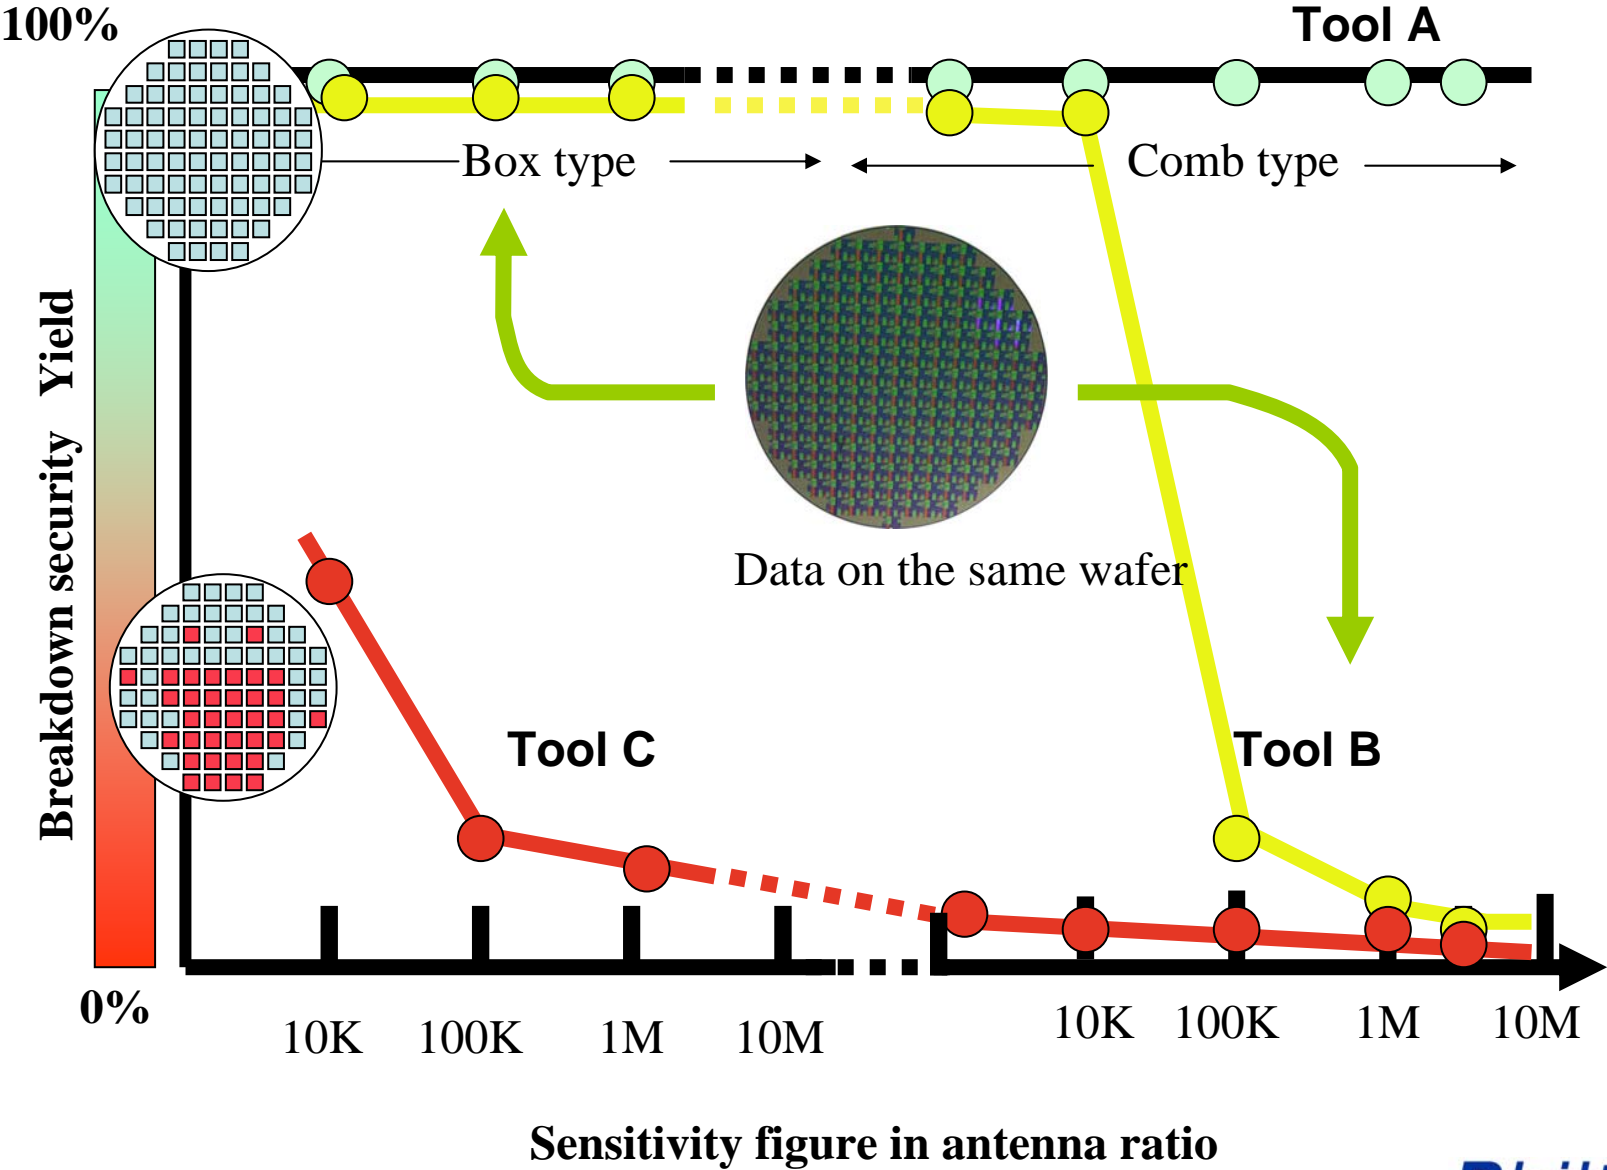 100%
Tool A
Box type
Comb type
Breakdown security Yield
Data on the same wafer
Tool C
Tool B
0%
10K 100K 1M 10M 10K 100K 1M 10M
Sensitivity figure in antenna ratio